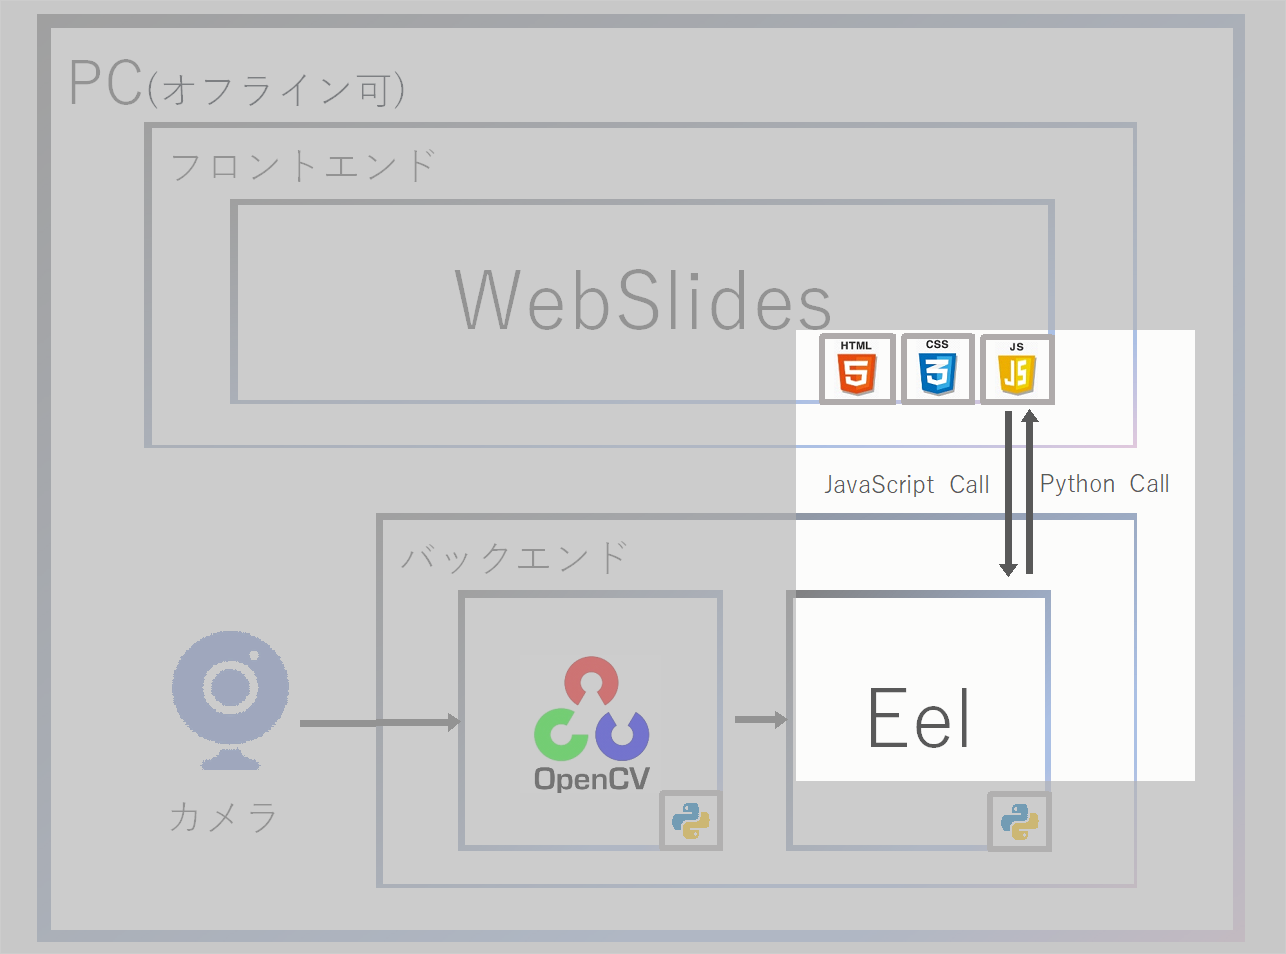 PC(オフライン可)
フロントエンド
WebSlides
HTML
5
CSS
3
JS
JS
JavaScript Call
Python Call
バックエンド
OpenCV
Eel
カメラ